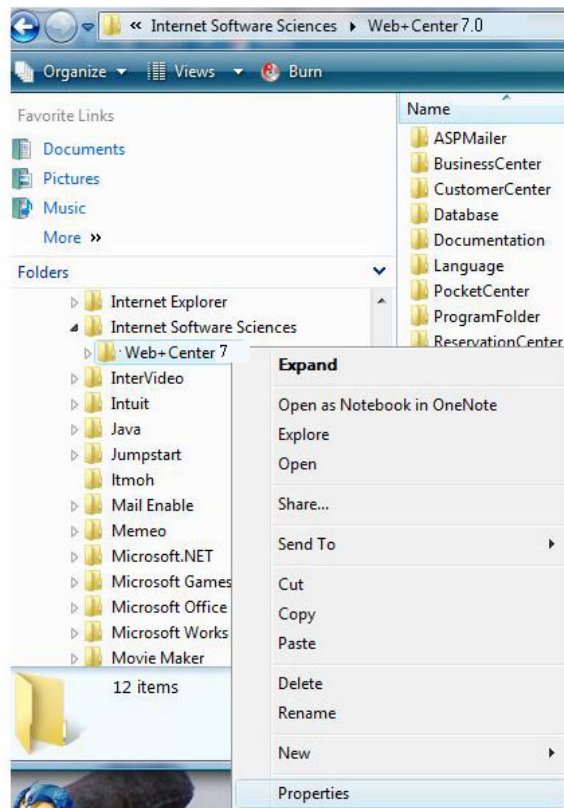 « Internet Software Sciences ▸ Web+Center 7.0
Organize Views Burn
Favorite Links
Documents
Pictures
Music
More »
Folders
Internet Explorer
Internet Software Sciences
Web+Center 7
InterVideo
Intuit
Java
Jumpstart
Itmoh
Mail Enable
Memeo
Microsoft.NET
Microsoft Games
Microsoft Office
Microsoft Works
Movie Maker
12 items
Name
ASPMailer
BusinessCenter
CustomerCenter
Database
Documentation
Language
PocketCenter
ProgramFolder
ReservationCenter
Expand
Open as Notebook in OneNote
Explore
Open
Share...
Send To
Cut
Copy
Paste
Delete
Rename
New
Properties